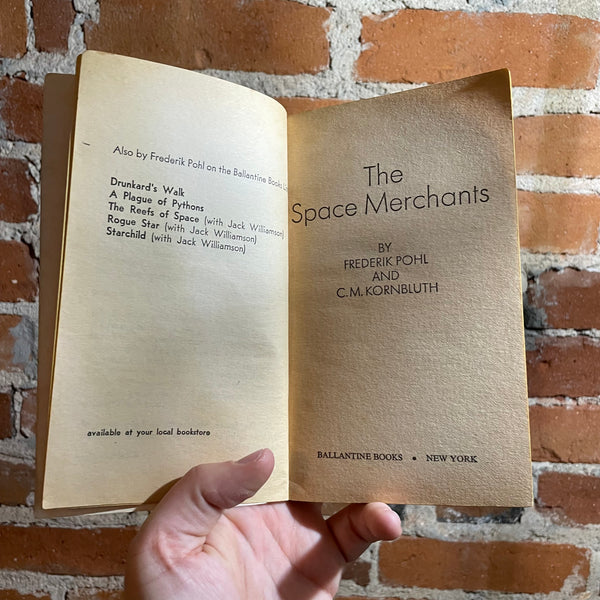 Also by Frederik Pohl on the Ballantine Books
Drunkard's Walk
A Plague of Pythons
The Reefs of Space (with Jack Williamson)
Rogue Star (with Jack Williamson)
Starchild (with Jack Williamson)
available at your local bookstore
The
Space Merchants
BY
FREDERIK POHL
AND
C.M. KORNBLUTH
BALLANTINE BOOKS • NEW YORK